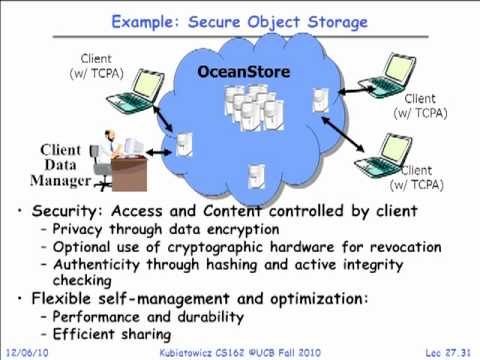 Example: Secure Object Storage
Client
(w/ TCPA)
OceanStore
Client
(w/ TCPA)
Client
(w/ TCPA)
Client
Data
Manager
• Security: Access and Content controlled by client
– Privacy through data encryption
– Optional use of cryptographic hardware for revocation
– Authenticity through hashing and active integrity
checking
• Flexible self-management and optimization:
– Performance and durability
– Efficient sharing
12/06/10
Kubiatowicz CS162 ©UCB Fall 2010
Lec 27.31